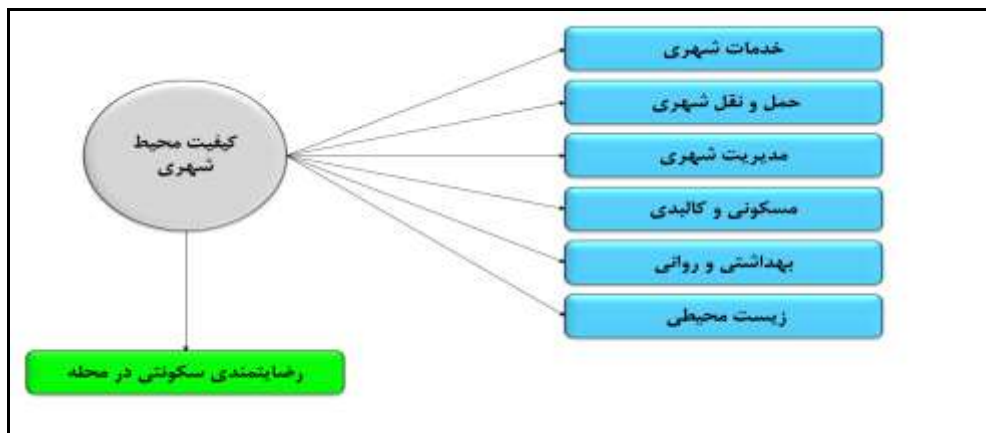 خدمات شهری
حمل و نقل شهری
کیفیت محیط
شهری
مدیریت شهری
مسکونی و کالبدی
بهداشتی و روانی
زیست محیطی
رضایتمندی سکونتی در محله